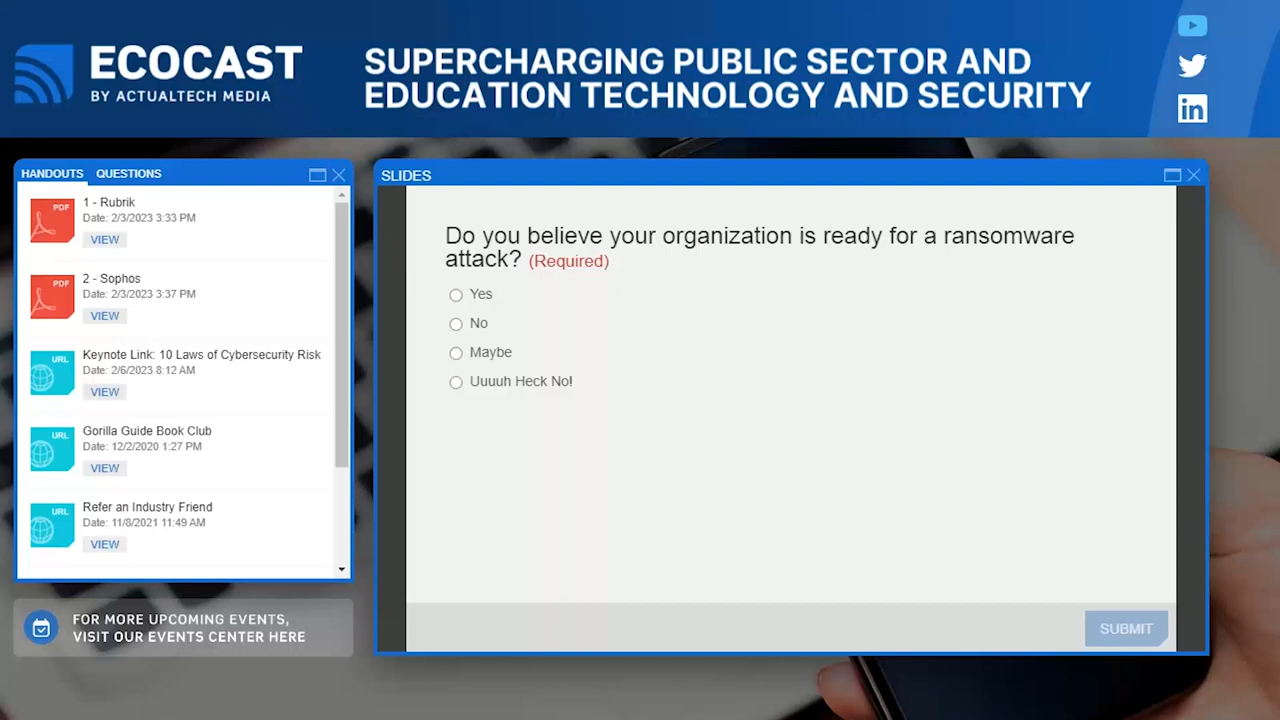 ECOCAST
BY ACTUALTECH MEDIA
SUPERCHARGING PUBLIC SECTOR AND
EDUCATION TECHNOLOGY AND SECURITY
in
HANDOUTS QUESTIONS
PDF
1 - Rubrik
Date: 2/3/2023 3:33 PM
VIEW
PDF
2 - Sophos
Date: 2/3/2023 3:37 PM
VIEW
URL
Keynote Link: 10 Laws of Cybersecurity Risk
Date: 2/6/2023 8:12 AM
VIEW
URL
Gorilla Guide Book Club
Date: 12/2/2020 1:27 PM
VIEW
URL
Refer an Industry Friend
Date: 11/8/2021 11:49 AM
VIEW
FOR MORE UPCOMING EVENTS,
VISIT OUR EVENTS CENTER HERE
SLIDES
Do you believe your organization is ready for a ransomware
attack? (Required)
Yes
No
Maybe
Uuuuh Heck No!
SUBMIT